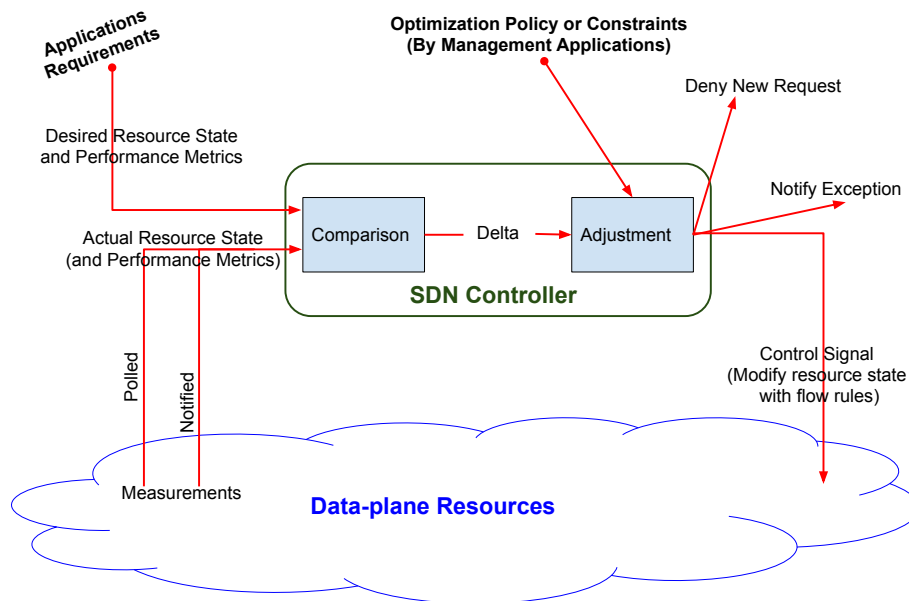 Applications
Requirements
Optimization Policy or Constraints
(By Management Applications)
Deny New Request
Desired Resource State
and Performance Metrics
Notify Exception
Actual Resource State
(and Performance Metrics)
Comparison
Delta
Adjustment
SDN Controller
Polled
Notified
Control Signal
(Modify resource state
with flow rules)
Measurements
Data-plane Resources